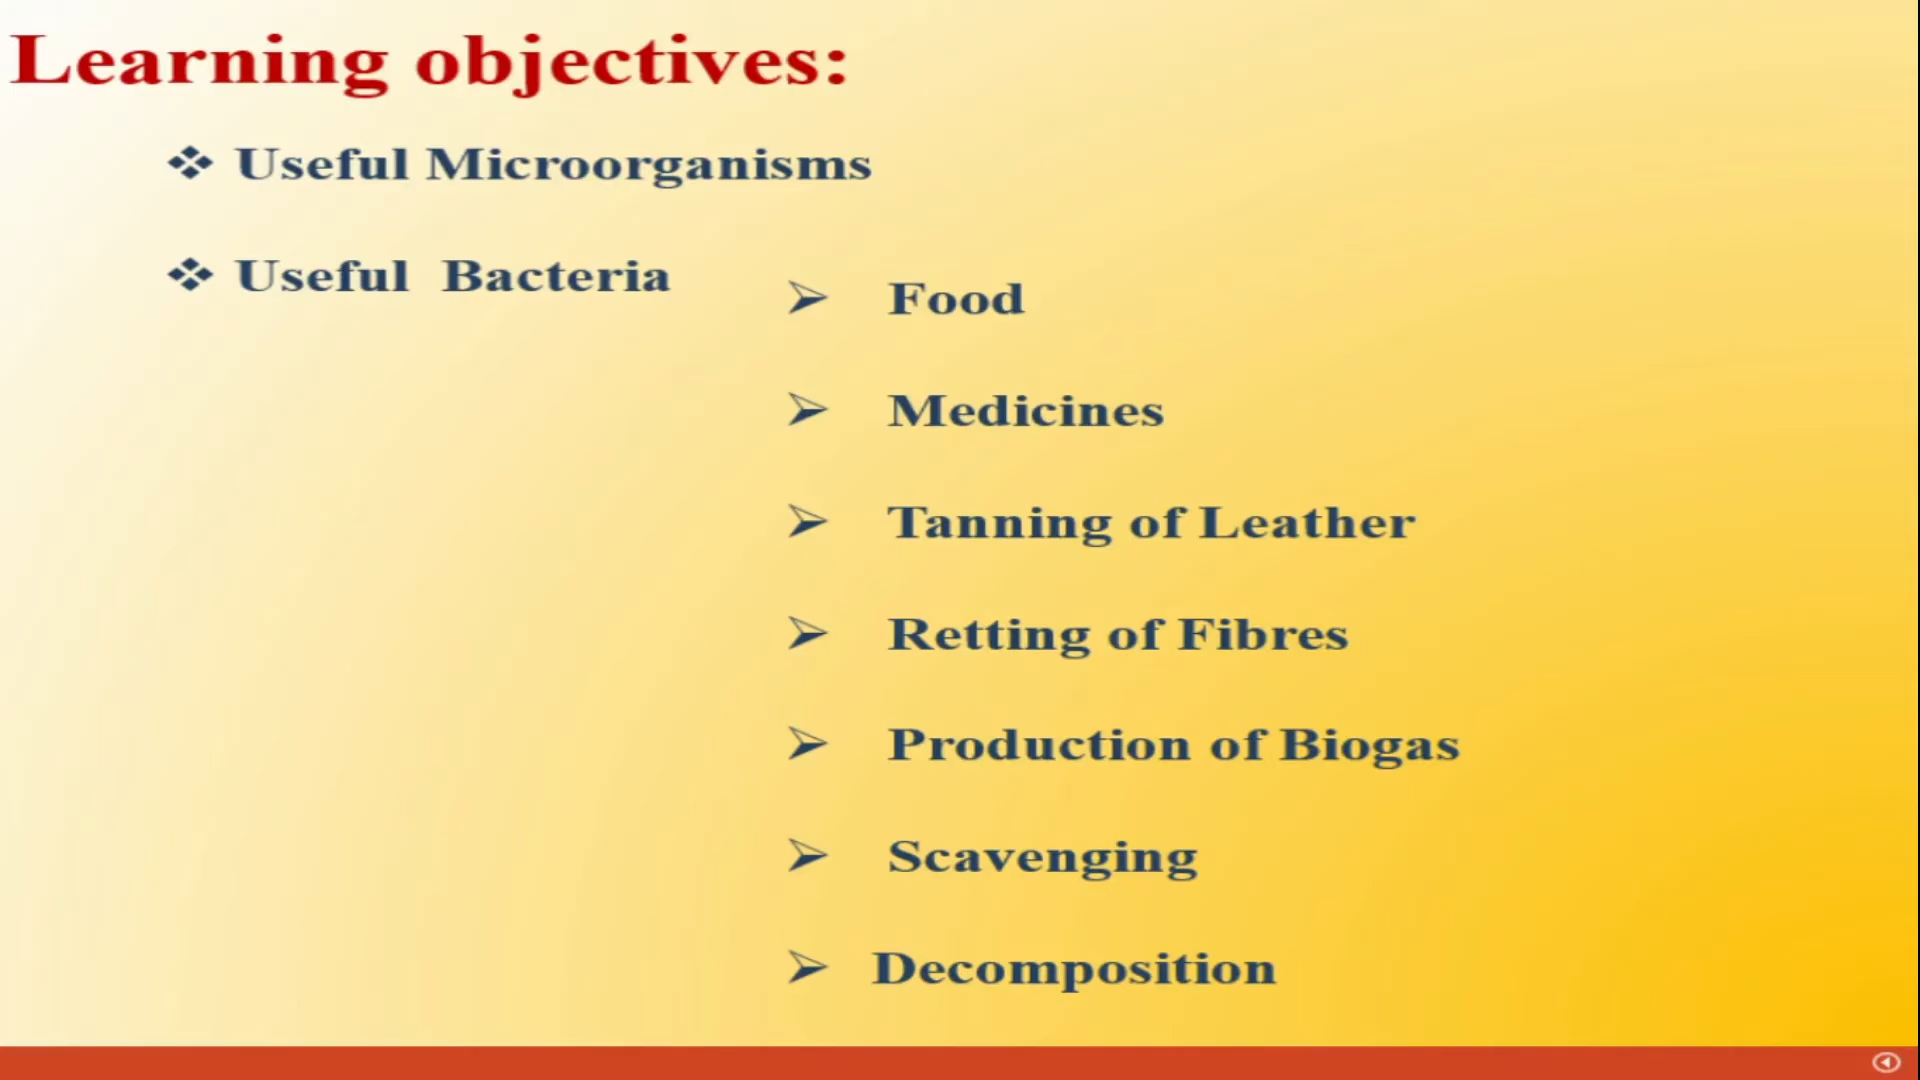 Learning objectives:
❖ Useful Microorganisms
❖ Useful Bacteria
➢ Food
➢ Medicines
➢ Tanning of Leather
➢ Retting of Fibres
➢ Production of Biogas
➢ Scavenging
➢ Decomposition